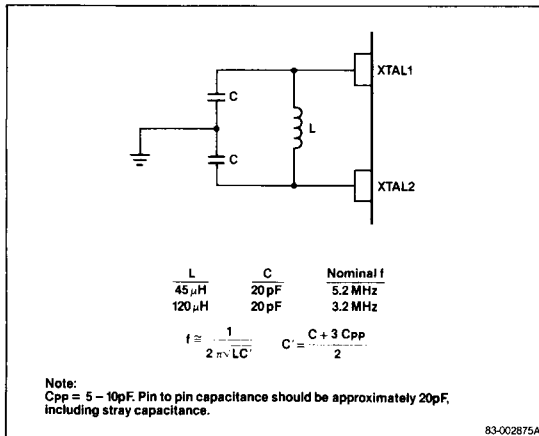 XTAL1
C
L
C
XTAL2
L C Nominal f
45 μH 20 pF 5.2 MHz
120 μH 20 pF 3.2 MHz
f ≅ 1 / 2 π√LC' C' = C + 3 Cpp / 2
Note:
Cpp = 5 – 10pF. Pin to pin capacitance should be approximately 20pF,
including stray capacitance.
83-002875A